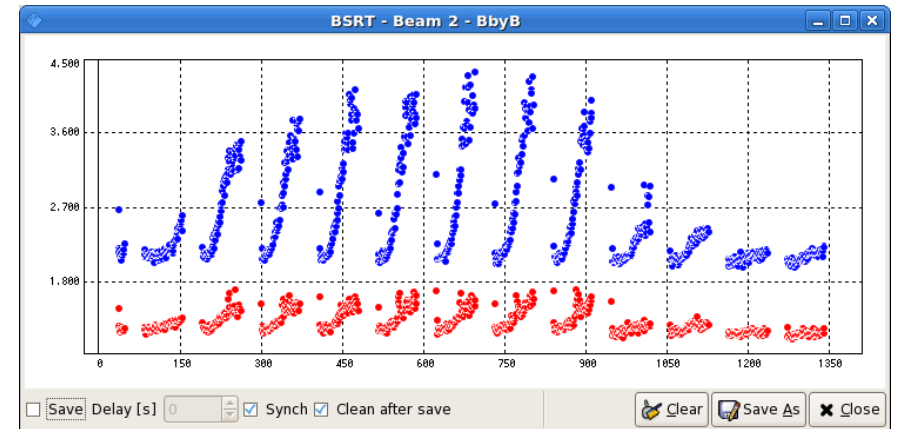 BSRT - Beam 2 - BbyB
4.500
3.600
2.700
1.800
0 150 300 450 600 750 900 1050 1200 1350
Save Delay [s] 0 Synch Clean after save Clear Save As Close